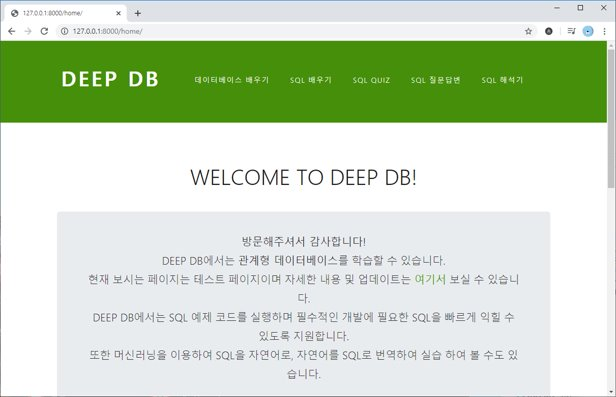 127.0.0.1:8000/home/
127.0.0.1:8000/home/
DEEP DB
데이터베이스 배우기
SQL 배우기
SQL QUIZ
SQL 질문답변
SQL 해석기
WELCOME TO DEEP DB!
방문해주셔서 감사합니다!
DEEP DB에서는 관계형 데이터베이스를 학습할 수 있습니다.
현재 보시는 페이지는 테스트 페이지이며 자세한 내용 및 업데이트는 여기서 보실 수 있습니
다.
DEEP DB에서는 SQL 예제 코드를 실행하며 필수적인 개발에 필요한 SQL을 빠르게 익힐 수
있도록 지원합니다.
또한 머신러닝을 이용하여 SQL을 자연어로, 자연어를 SQL로 번역하여 실습 하여 볼 수도 있
습니다.